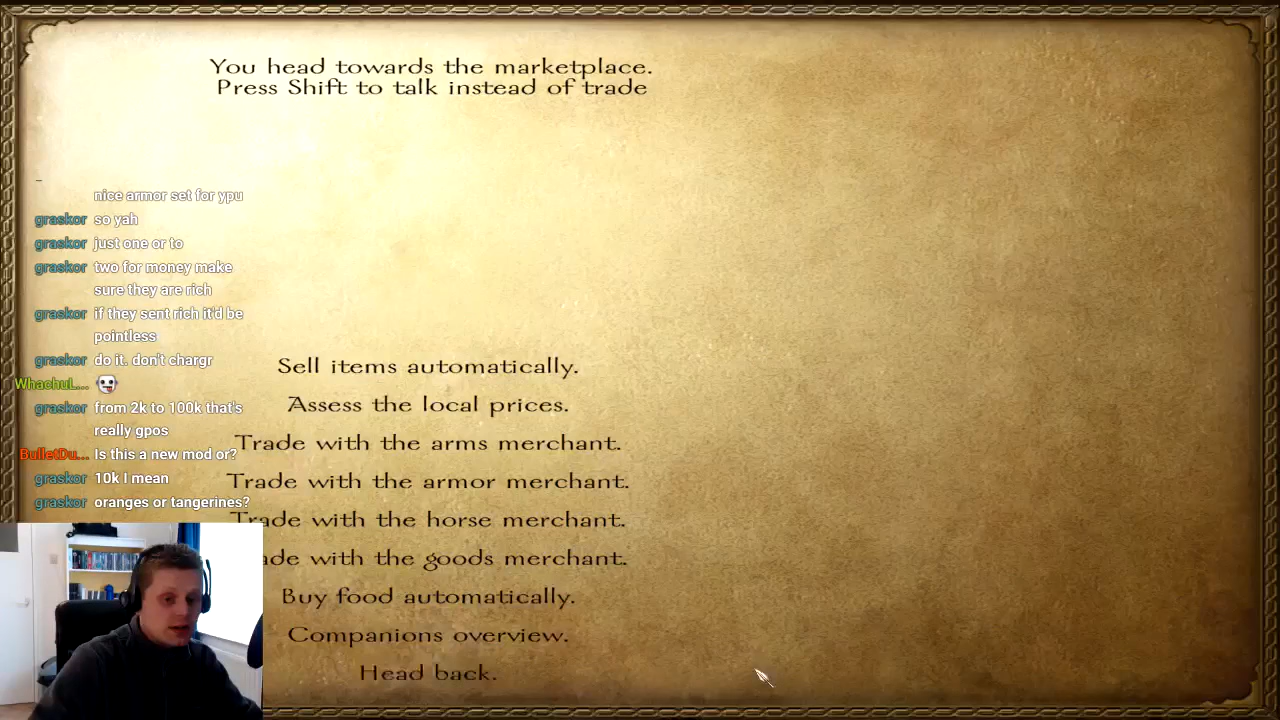 You head towards the marketplace.
Press Shift to talk instead of trade
nice armor set for ypu
graskor so yah
graskor just one or to
graskor two for money make
sure they are rich
graskor if they sent rich it'd be
pointless
graskor do it. don't chargr
WhachuL...
graskor from 2k to 100k that's
really gpos
BulletDu... Is this a new mod or?
graskor 10k I mean
graskor oranges or tangerines?
Sell items automatically.
Assess the local prices.
Trade with the arms merchant.
Trade with the armor merchant.
Trade with the horse merchant.
ade with the goods merchant.
Buy food automatically.
Companions overview.
Head back.